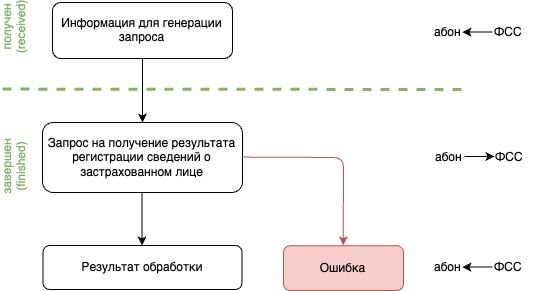 получен
(received)
Информация для генерации
запроса
абон ФСС
завершен
(finished)
Запрос на получение результата
регистрации сведений о
застрахованном лице
абон ФСС
Результат обработки
Ошибка
абон ФСС